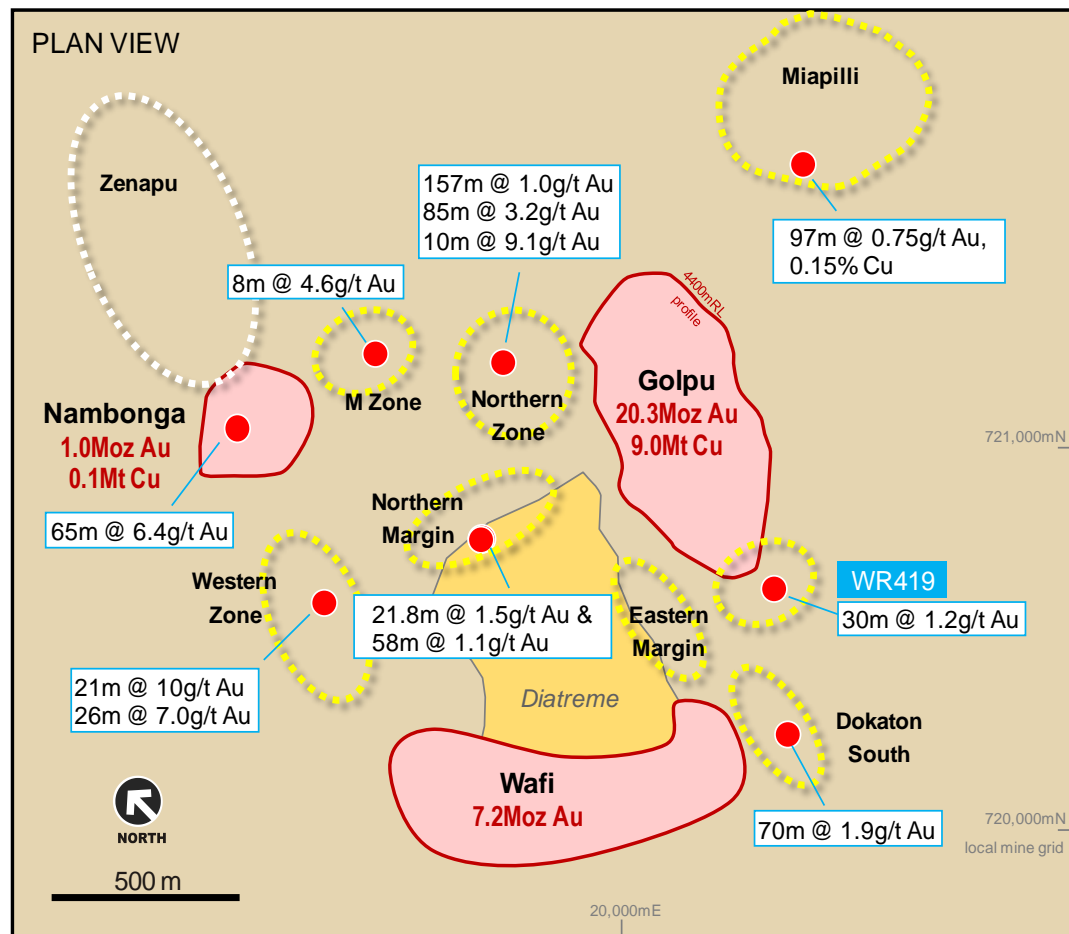 PLAN VIEW
Miapilli
Zenapu
157m @ 1.0g/t Au
85m @ 3.2g/t Au
10m @ 9.1g/t Au
97m @ 0.75g/t Au,
0.15% Cu
8m @ 4.6g/t Au
4400mRL
profile
M Zone
Northern
Zone
Golpu
20.3Moz Au
9.0Mt Cu
Nambonga
1.0Moz Au
0.1Mt Cu
721,000mN
65m @ 6.4g/t Au
Northern
Margin
Western
Zone
21.8m @ 1.5g/t Au &
58m @ 1.1g/t Au
Eastern
Margin
WR419
30m @ 1.2g/t Au
21m @ 10g/t Au
26m @ 7.0g/t Au
Diatreme
Dokaton
South
Wafi
7.2Moz Au
70m @ 1.9g/t Au
720,000mN
local mine grid
NORTH
500 m
20,000mE